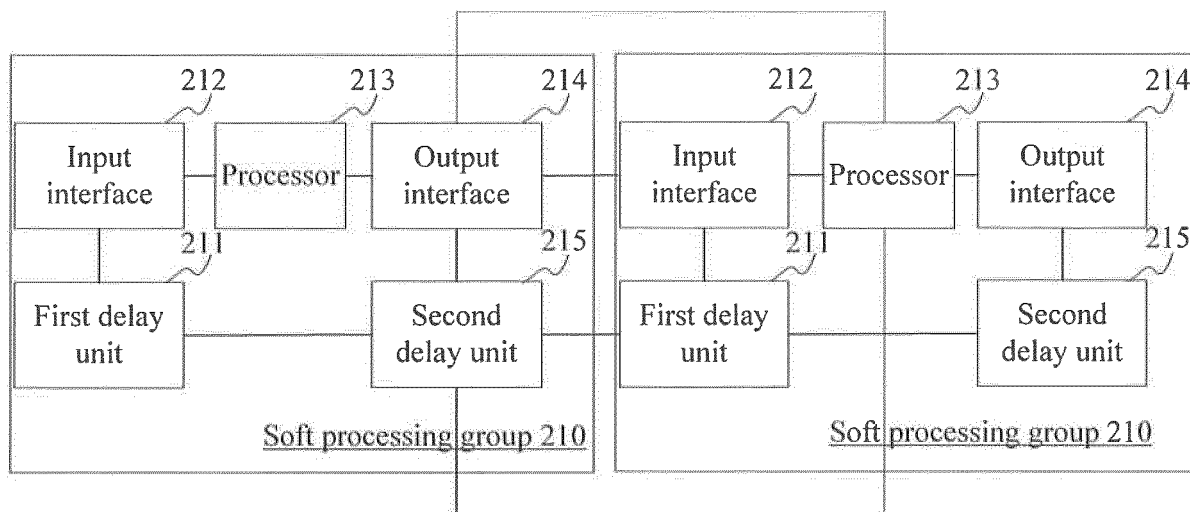 212
213
214
212
213
214
Input
interface
Processor
Output
interface
Input
interface
Processor
Output
interface
211
215
211
215
First delay
unit
Second
delay unit
First delay
unit
Second
delay unit
Soft processing group 210
Soft processing group 210